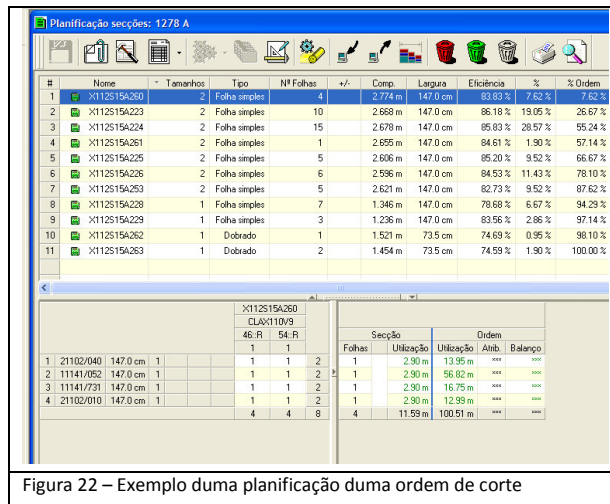 Planificação secções: 1278 A
# Nome Tamanhos Tipo Nº Folhas +/- Comp. Largura Eficiência % % Ordem
1 X112S15A260 2 Folha simples 4 2.774 m 147.0 cm 83.83 % 7.62 % 7.62 %
2 X112S15A223 2 Folha simples 10 2.668 m 147.0 cm 86.18 % 19.05 % 26.67 %
3 X112S15A224 2 Folha simples 15 2.678 m 147.0 cm 85.83 % 28.57 % 55.24 %
4 X112S15A261 2 Folha simples 1 2.655 m 147.0 cm 84.61 % 1.90 % 57.14 %
5 X112S15A225 2 Folha simples 5 2.606 m 147.0 cm 85.20 % 9.52 % 66.67 %
6 X112S15A226 2 Folha simples 6 2.596 m 147.0 cm 84.53 % 11.43 % 78.10 %
7 X112S15A253 2 Folha simples 5 2.621 m 147.0 cm 82.73 % 9.52 % 87.62 %
8 X112S15A228 1 Folha simples 7 1.346 m 147.0 cm 78.68 % 6.67 % 94.29 %
9 X112S15A229 1 Folha simples 3 1.236 m 147.0 cm 83.56 % 2.86 % 97.14 %
10 X112S15A262 1 Dobrado 1 1.521 m 73.5 cm 74.69 % 0.95 % 98.10 %
11 X112S15A263 1 Dobrado 2 1.454 m 73.5 cm 74.59 % 1.90 % 100.00 %
X112S15A260
CLAX110V9 Secção Ordem
46::R 54::R Folhas Utilização Utilização Atrib. Balanço
1 1
1 21102/040 147.0 cm 1 1 1 2 1 2.90 m 13.95 m *** ***
2 11141/052 147.0 cm 1 1 1 2 1 2.90 m 56.82 m *** ***
3 11141/731 147.0 cm 1 1 1 2 1 2.90 m 16.75 m *** ***
4 21102/010 147.0 cm 1 1 1 2 1 2.90 m 12.99 m *** ***
4 4 8 4 11.59 m 100.51 m *** ***
Figura 22 – Exemplo duma planificação duma ordem de corte